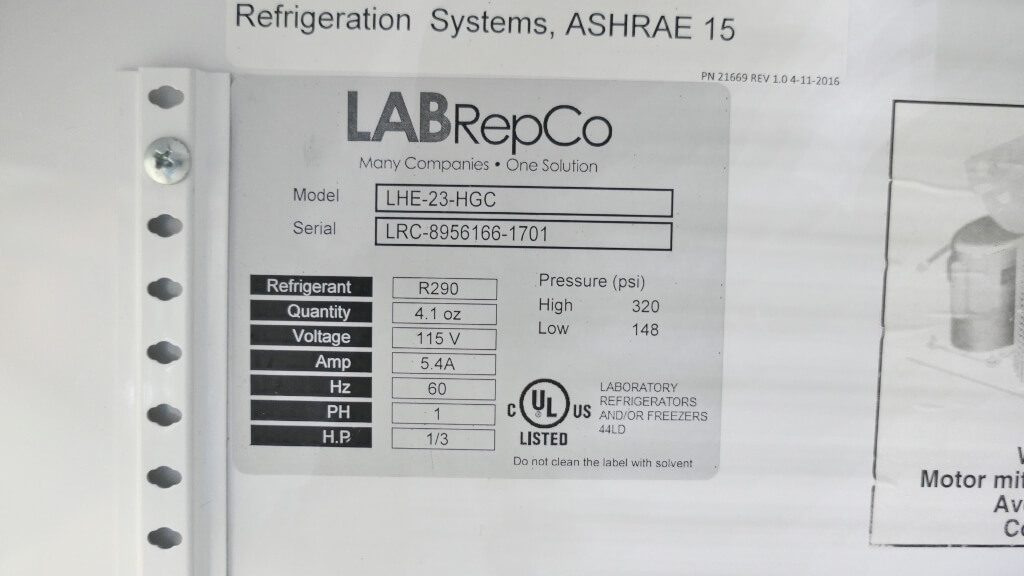 Refrigeration Systems, ASHRAE 15
PN 21669 REV 1.0 4-11-2016
LABRepCo
Many Companies • One Solution
Model LHE-23-HGC
Serial LRC-8956166-1701
Refrigerant R290
Quantity 4.1 oz
Voltage 115 V
Amp 5.4A
Hz 60
PH 1
H.P. 1/3
Pressure (psi)
High 320
Low 148
C UL US
LISTED
LABORATORY
REFRIGERATORS
AND/OR FREEZERS
44LD
Do not clean the label with solvent
Motor